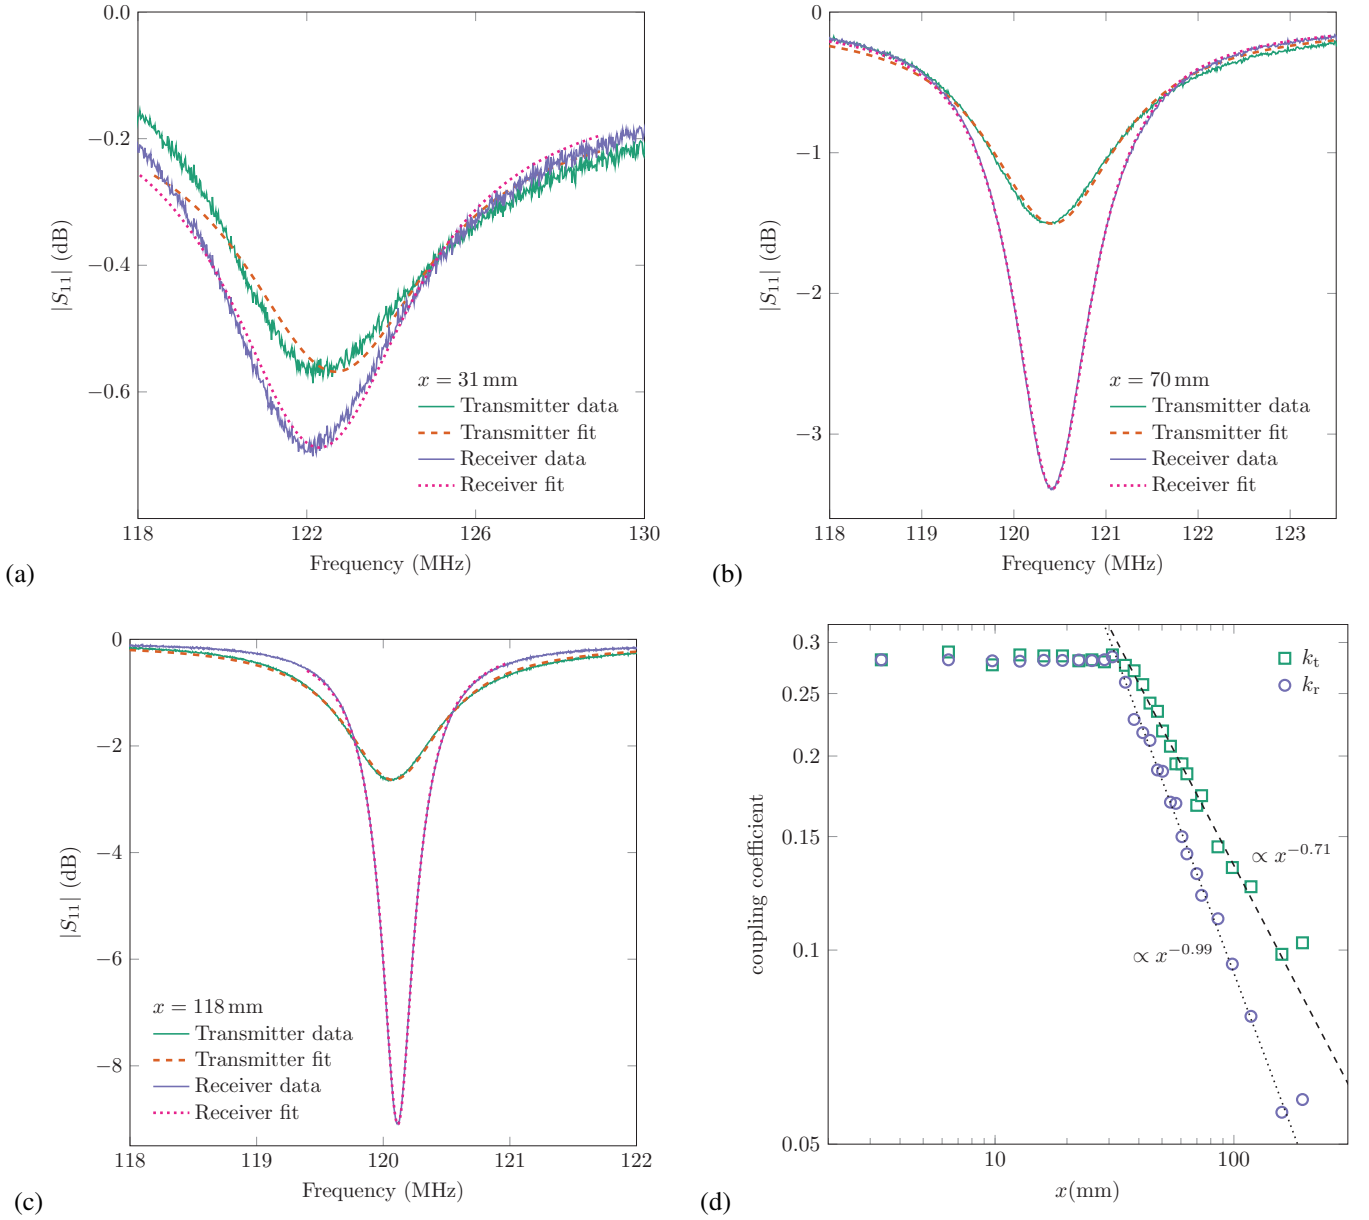 0.0
−0.2
−0.4
−0.6
|S11| (dB)
x = 31 mm
Transmitter data
Transmitter fit
Receiver data
Receiver fit
118 122 126 130
Frequency (MHz)
(a)
0
−1
−2
−3
|S11| (dB)
x = 70 mm
Transmitter data
Transmitter fit
Receiver data
Receiver fit
118 119 120 121 122 123
Frequency (MHz)
(b)
0
−2
−4
−6
−8
|S11| (dB)
x = 118 mm
Transmitter data
Transmitter fit
Receiver data
Receiver fit
118 119 120 121 122
Frequency (MHz)
(c)
0.3
0.25
0.2
0.15
0.1
0.05
coupling coefficient
kt
kr
∝ x−0.71
∝ x−0.99
10 100
x(mm)
(d)